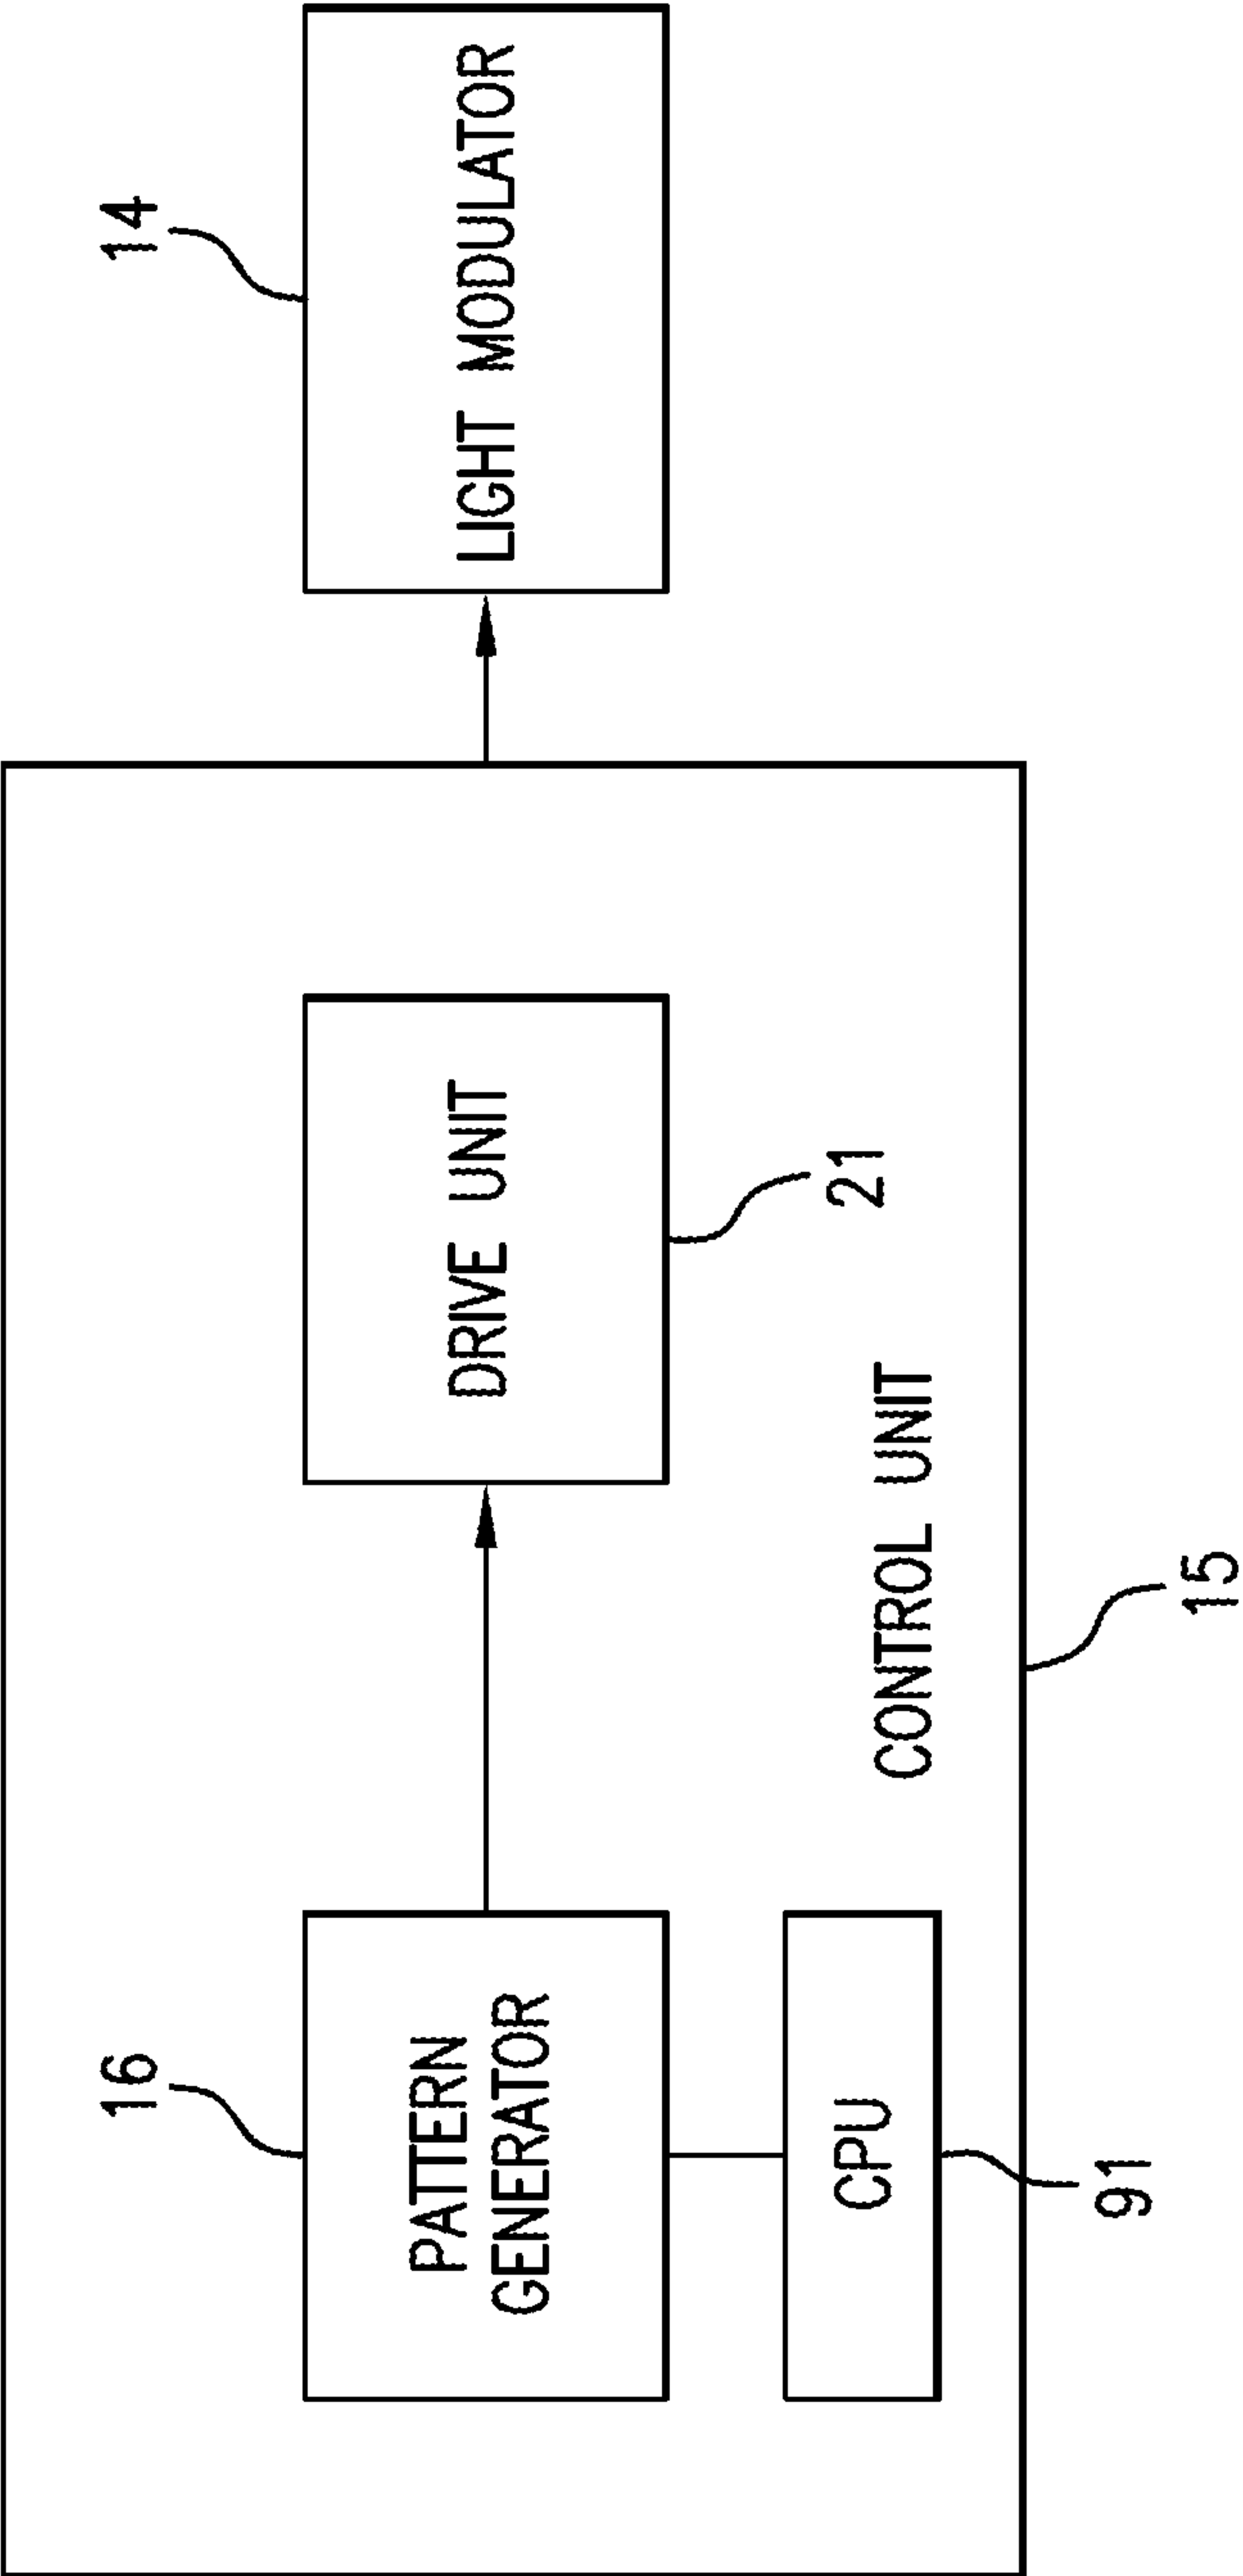 16
14
PATTERN
GENERATOR
DRIVE UNIT
LIGHT MODULATOR
21
CPU
CONTROL UNIT
91
15